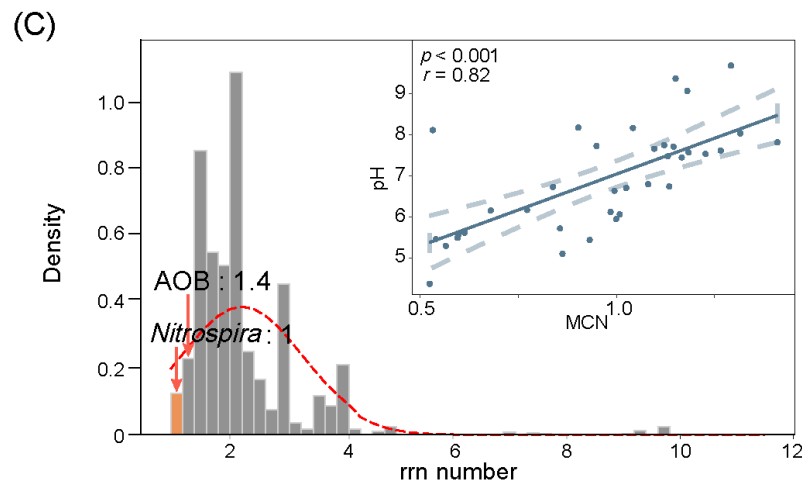 (C)
p < 0.001
r = 0.82
9
8
7
6
5
pH
0.5
1.0
MCN
1.0
0.8
0.6
0.4
0.2
0
Density
AOB : 1.4
Nitrospira : 1
2
4
6
8
10
12
rrn number